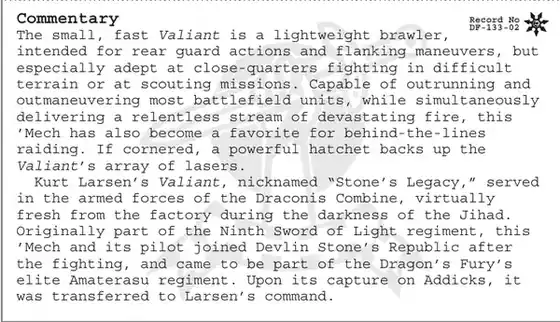 Commentary
Record No
DF-133-02
The small, fast Valiant is a lightweight brawler,
intended for rear guard actions and flanking maneuvers, but
especially adept at close-quarters fighting in difficult
terrain or at scouting missions. Capable of outrunning and
outmaneuvering most battlefield units, while simultaneously
delivering a relentless stream of devastating fire, this
’Mech has also become a favorite for behind-the-lines
raiding. If cornered, a powerful hatchet backs up the
Valiant’s array of lasers.
Kurt Larsen’s Valiant, nicknamed “Stone’s Legacy,” served
in the armed forces of the Draconis Combine, virtually
fresh from the factory during the darkness of the Jihad.
Originally part of the Ninth Sword of Light regiment, this
’Mech and its pilot joined Devlin Stone’s Republic after
the fighting, and came to be part of the Dragon’s Fury’s
elite Amaterasu regiment. Upon its capture on Addicks, it
was transferred to Larsen’s command.